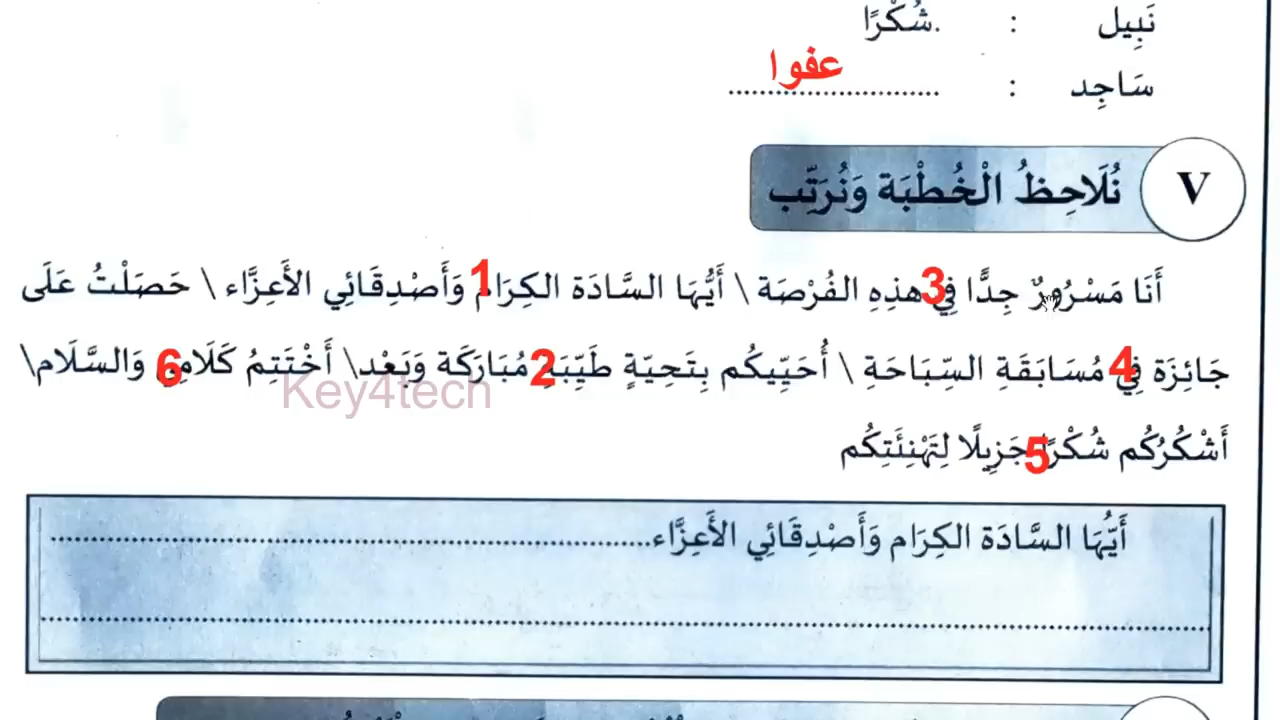 نَبِيل : .شُكْرًا
سَاجِد : عفوا
٧ نُلَاحِظُ الْخُطْبَة وَنُرَتِّب
أَنَا مَسْرُورٌ جِدًّا فِي 3 هذِهِ الفُرْصَة \ أَيُّهَا السَّادَة الكِرَام 1 وَأَصْدِقَائِي الأَعِزَّاء \ حَصَلْتُ عَلَى
جَائِزَة فِي 4 مُسَابَقَةِ السِّبَاحَةِ \ أُحَيِّيكُم بِتَحِيّةٍ طَيِّبَةٍ 2 مُبَارَكَة وَبَعْد\ أَخْتَتِمُ كَلَامِي 6 وَالسَّلَام\
Key4tech
أَشْكُرُكُم شُكْرًا 5 جَزِيلًا لِتَهْنِئَتِكُم
أَيّهَا السَّادَة الكِرَام وَأَصْدِقَائِي الأَعِزَّاء